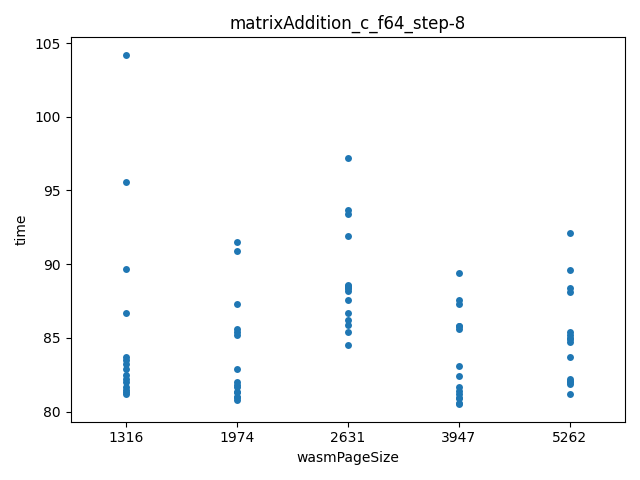 matrixAddition_c_f64_step-8
105
100
95
90
85
80
time
1316 1974 2631 3947 5262
wasmPageSize